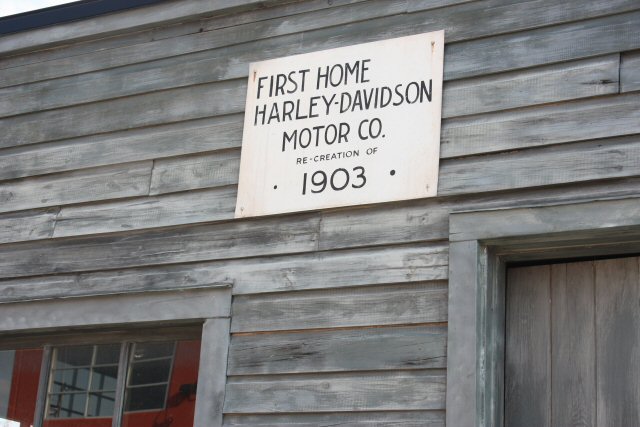 FIRST HOME
HARLEY-DAVIDSON
MOTOR CO.
RE-CREATION OF
• 1903 •